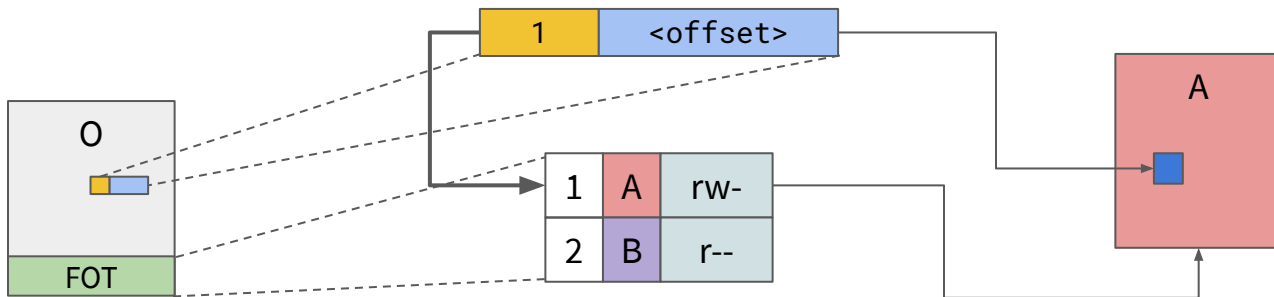 1 <offset>
A
O
1 A rw-
2 B r--
FOT